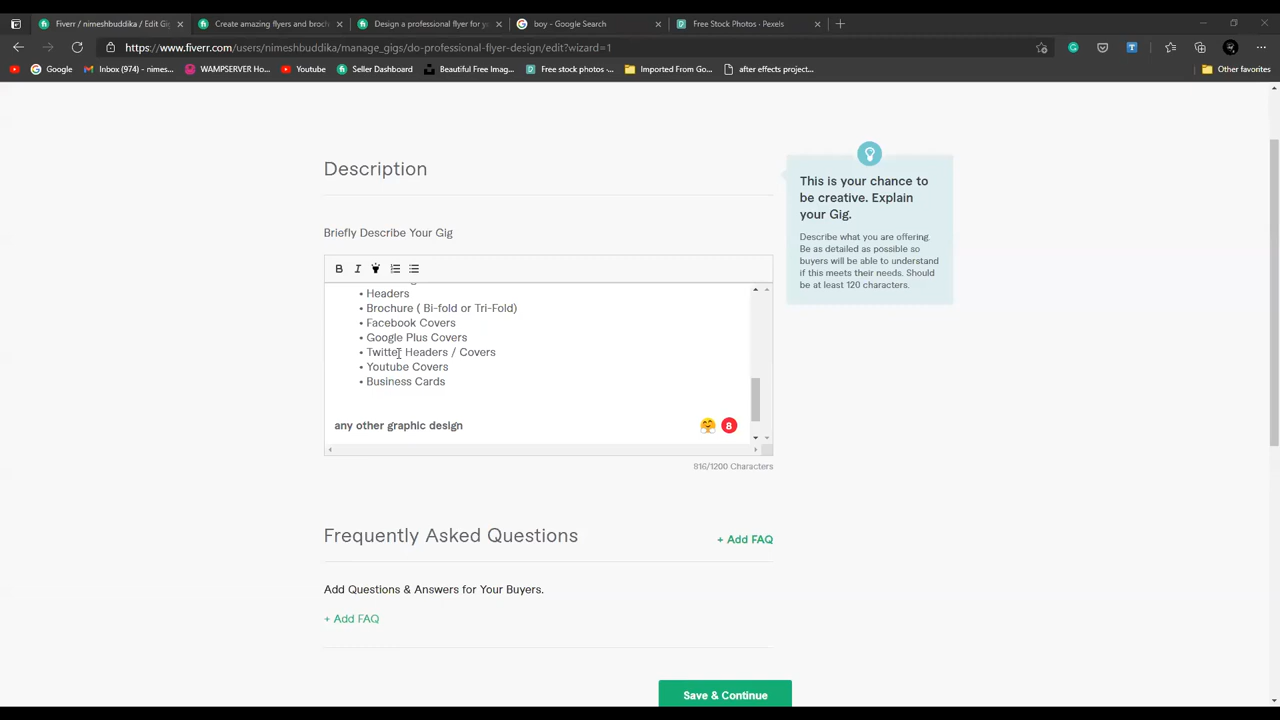 Fiverr / nimeshbuddika / Edit Gig
Create amazing flyers and broch
Design a professional flyer for yo
boy - Google Search
Free Stock Photos · Pexels
https://www.fiverr.com/users/nimeshbuddika/manage_gigs/do-professional-flyer-design/edit?wizard=1
Google
Inbox (974) - nimes...
WAMPSERVER Ho...
Youtube
Seller Dashboard
Beautiful Free Imag...
Free stock photos ·...
Imported From Go...
after effects project...
Other favorites
Description
This is your chance to
be creative. Explain
your Gig.
Describe what you are offering.
Be as detailed as possible so
buyers will be able to understand
if this meets their needs. Should
be at least 120 characters.
Briefly Describe Your Gig
B I
• Headers
• Brochure ( Bi-fold or Tri-Fold)
• Facebook Covers
• Google Plus Covers
• Twitter Headers / Covers
• Youtube Covers
• Business Cards
any other graphic design
8
816/1200 Characters
Frequently Asked Questions
+ Add FAQ
Add Questions & Answers for Your Buyers.
+ Add FAQ
Save & Continue